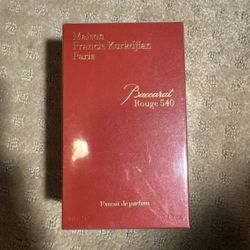 Maison
Francis Kurkdjian
Paris
Baccarat
Rouge 540
Extrait de parfum